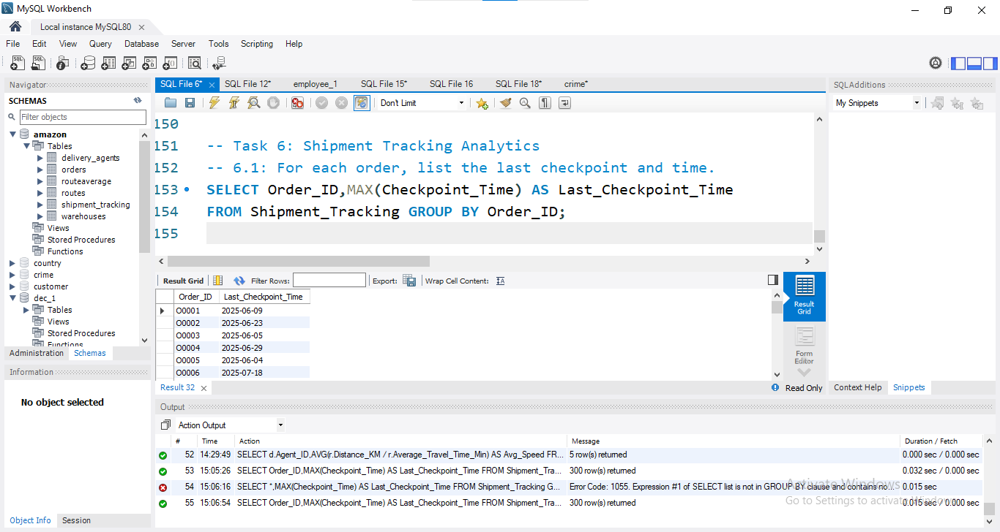 MySQL Workbench
Local instance MySQL80
File Edit View Query Database Server Tools Scripting Help
Navigator
SCHEMAS
Filter objects
amazon
Tables
delivery_agents
orders
routeaverage
routes
shipment_tracking
warehouses
Views
Stored Procedures
Functions
country
crime
customer
dec_1
Tables
Views
Stored Procedures
Functions
Administration Schemas
Information
No object selected
Object Info Session
SQL File 6* SQL File 12* employee_1 SQL File 15* SQL File 16 SQL File 18* crime*
Don't Limit
150
151 -- Task 6: Shipment Tracking Analytics
152 -- 6.1: For each order, list the last checkpoint and time.
153 SELECT Order_ID,MAX(Checkpoint_Time) AS Last_Checkpoint_Time
154 FROM Shipment_Tracking GROUP BY Order_ID;
155
Result Grid Filter Rows: Export: Wrap Cell Content:
Order_ID Last_Checkpoint_Time
O0001 2025-06-09
O0002 2025-06-23
O0003 2025-06-05
O0004 2025-06-29
O0005 2025-06-04
O0006 2025-07-18
Result Grid
Form Editor
Result 32
Read Only
SQLAdditions
My Snippets
Context Help Snippets
Output
Action Output
# Time Action Message Duration / Fetch
52 14:29:49 SELECT d.Agent_ID,AVG(r.Distance_KM / r.Average_Travel_Time_Min) AS Avg_Speed FR... 5 row(s) returned 0.000 sec / 0.000 sec
53 15:05:26 SELECT Order_ID,MAX(Checkpoint_Time) AS Last_Checkpoint_Time FROM Shipment_Tra... 300 row(s) returned 0.032 sec / 0.000 sec
54 15:06:16 SELECT *,MAX(Checkpoint_Time) AS Last_Checkpoint_Time FROM Shipment_Tracking G... Error Code: 1055. Expression #1 of SELECT list is not in GROUP BY clause and contains no... 0.015 sec
55 15:06:54 SELECT Order_ID,MAX(Checkpoint_Time) AS Last_Checkpoint_Time FROM Shipment_Tra... 300 row(s) returned 0.015 sec / 0.000 sec
Activate Windows
Go to Settings to activate Windows.